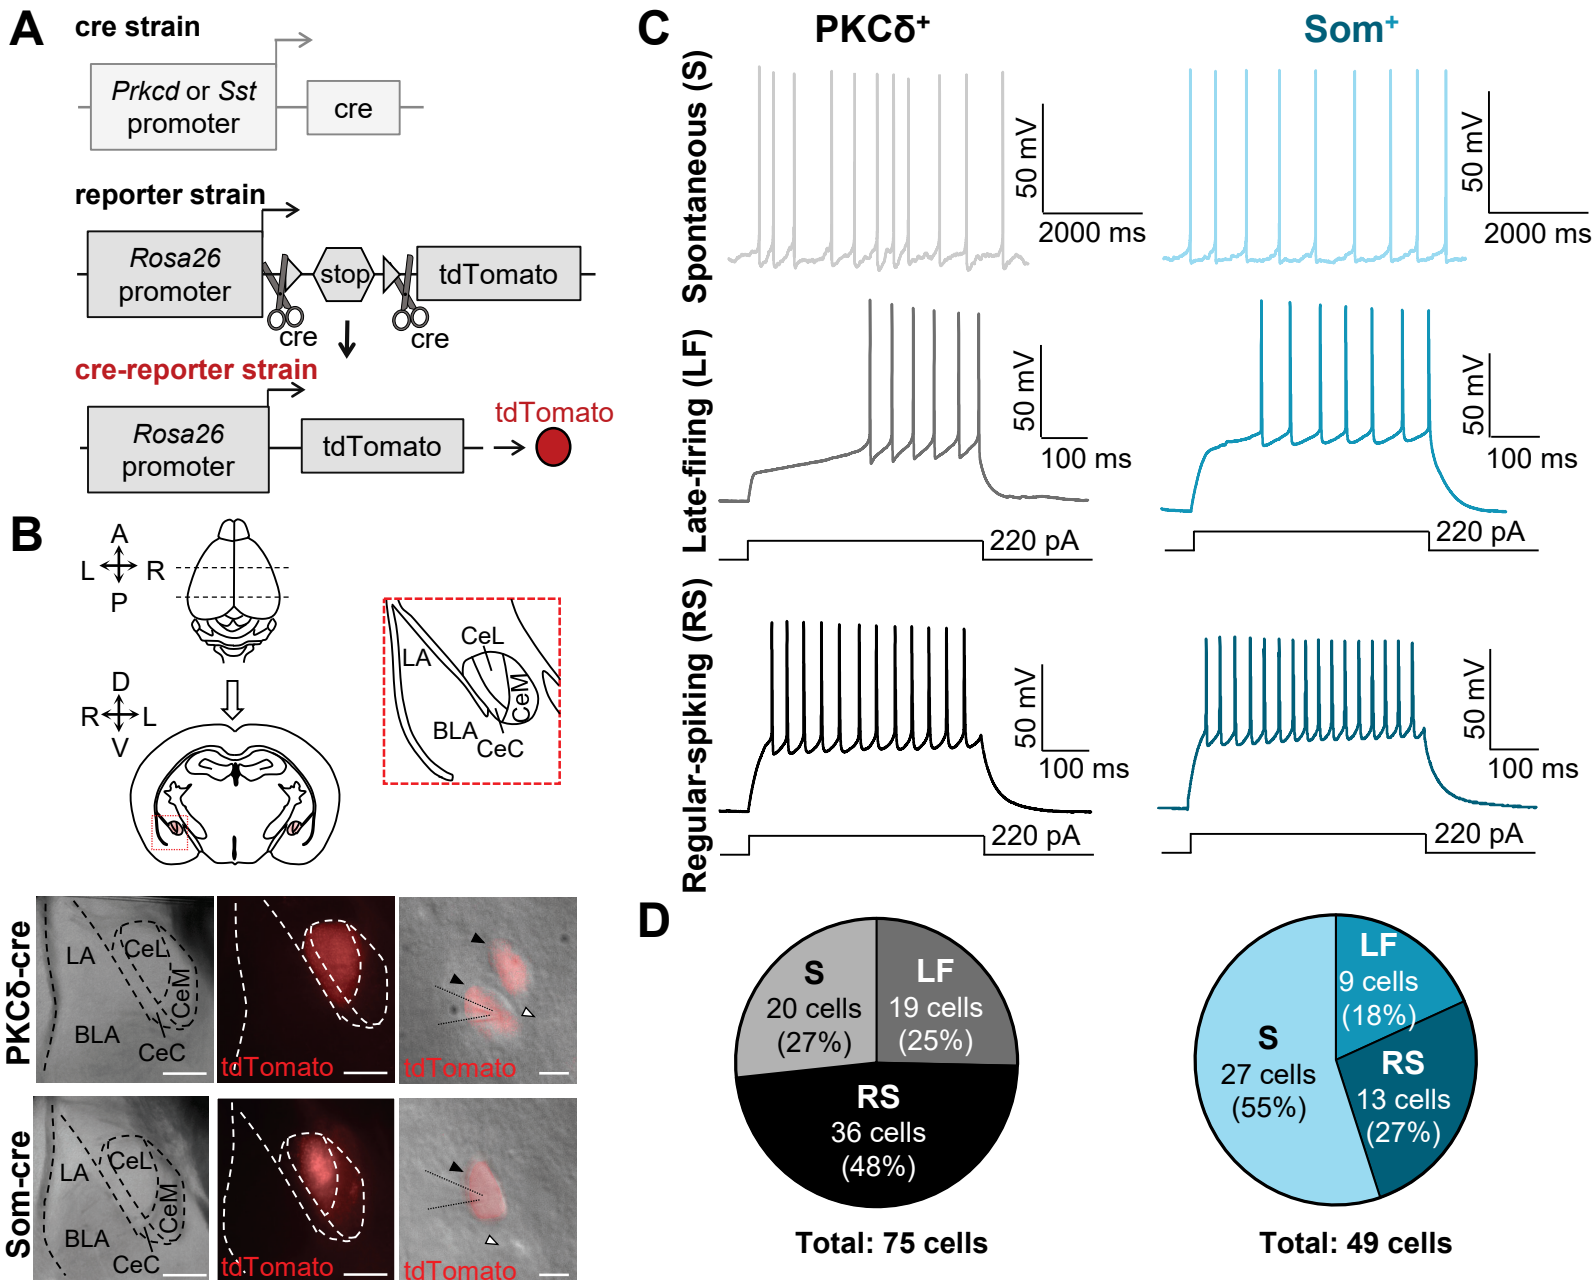 A
cre strain
Prkcd or Sst
promoter
cre
reporter strain
Rosa26
promoter
stop
tdTomato
cre
cre
cre-reporter strain
Rosa26
promoter
tdTomato
tdTomato
B
A
L
R
P
D
R
L
V
LA
CeL
CeM
BLA
CeC
PKCδ-cre
LA
CeL
CeM
BLA
CeC
tdTomato
tdTomato
Som-cre
LA
CeL
CeM
BLA
CeC
tdTomato
tdTomato
C
PKCδ+
Som+
Spontaneous (S)
50 mV
2000 ms
50 mV
2000 ms
Late-firing (LF)
50 mV
100 ms
220 pA
50 mV
100 ms
220 pA
Regular-spiking (RS)
50 mV
100 ms
220 pA
50 mV
100 ms
220 pA
D
S
20 cells
(27%)
LF
19 cells
(25%)
RS
36 cells
(48%)
Total: 75 cells
S
27 cells
(55%)
LF
9 cells
(18%)
RS
13 cells
(27%)
Total: 49 cells